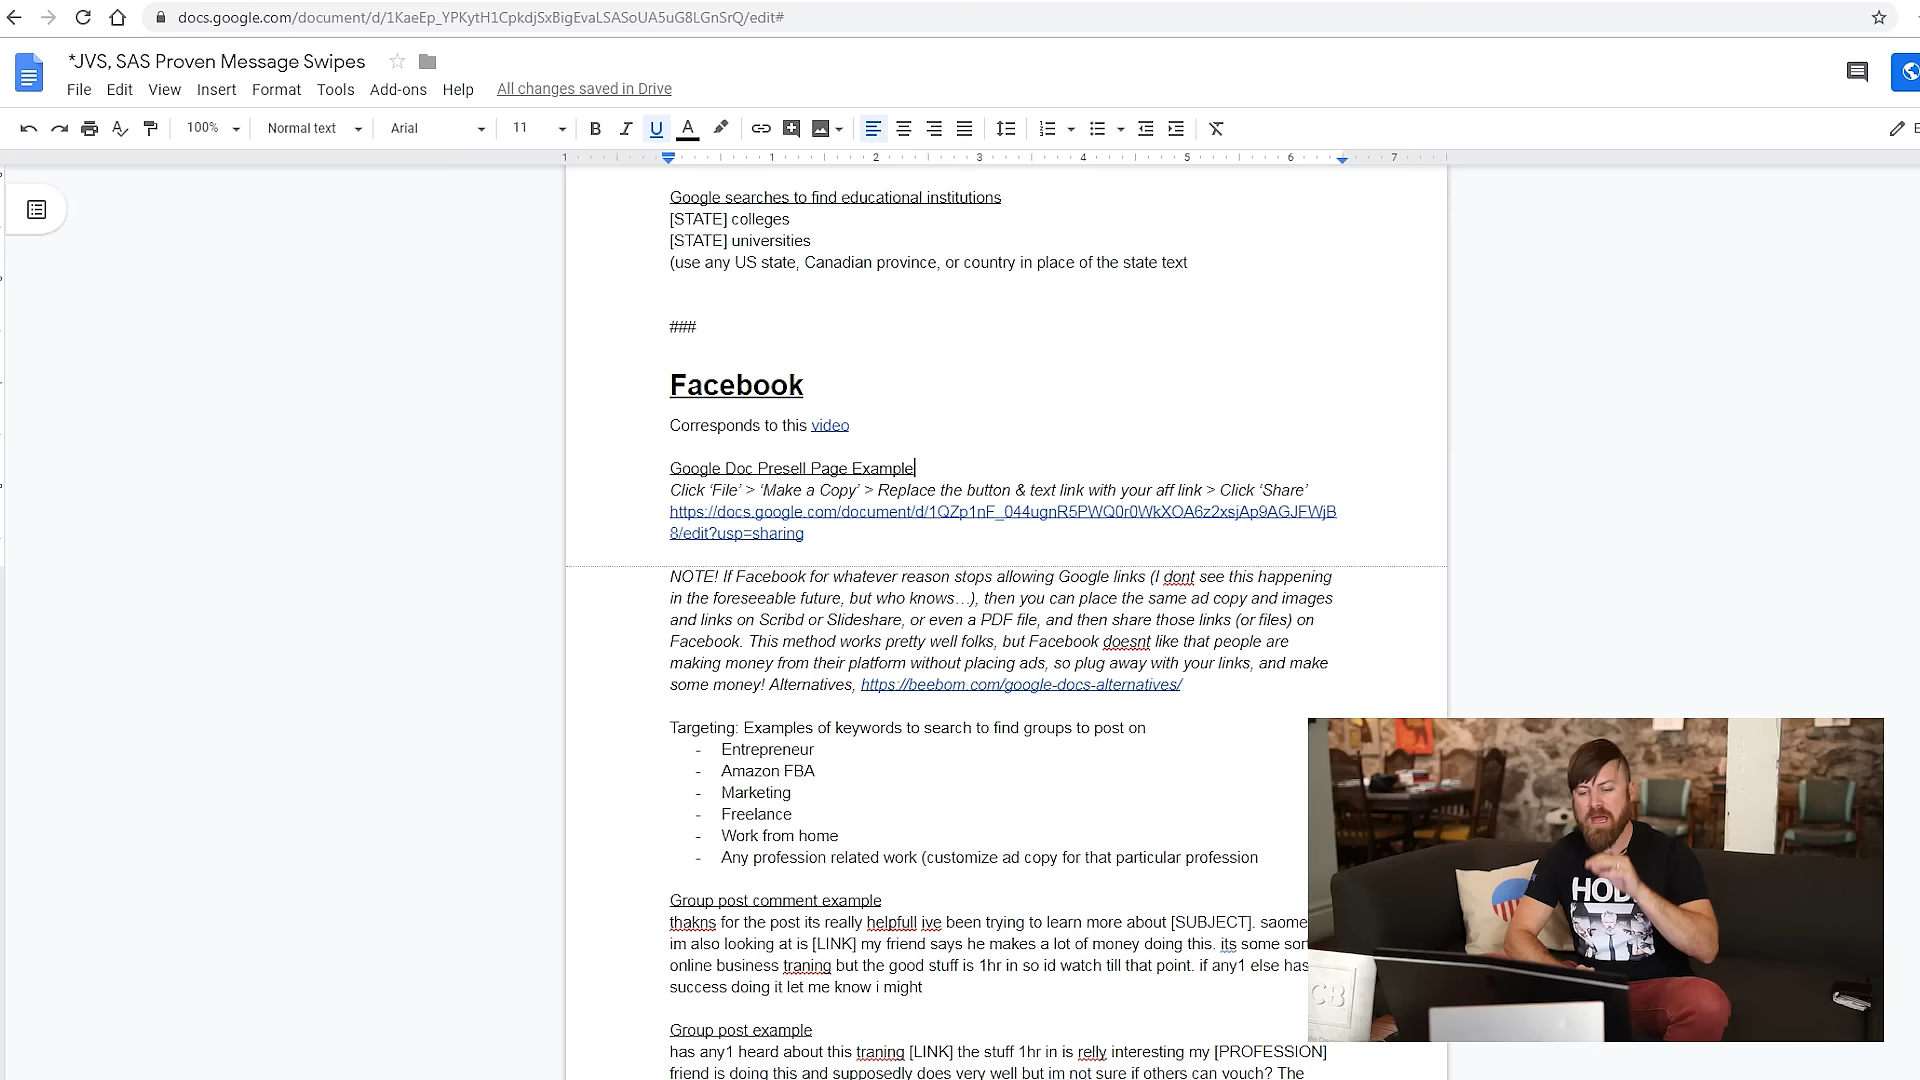 docs.google.com/document/d/1KaeEp_YPKytH1CpkdjSxBigEvaLSASoUA5uG8LGnSrQ/edit#
*JVS, SAS Proven Message Swipes
File Edit View Insert Format Tools Add-ons Help All changes saved in Drive
100% Normal text Arial 11 B I U A
1 1 2 3 4 5 6 7
Google searches to find educational institutions
[STATE] colleges
[STATE] universities
(use any US state, Canadian province, or country in place of the state text
###
Facebook
Corresponds to this video
Google Doc Presell Page Example
Click ‘File’ > ‘Make a Copy’ > Replace the button & text link with your aff link > Click ‘Share’
https://docs.google.com/document/d/1QZp1nF_044ugnR5PWQ0r0WkXOA6z2xsjAp9AGJFWjB
8/edit?usp=sharing
NOTE! If Facebook for whatever reason stops allowing Google links (I dont see this happening
in the foreseeable future, but who knows…), then you can place the same ad copy and images
and links on Scribd or Slideshare, or even a PDF file, and then share those links (or files) on
Facebook. This method works pretty well folks, but Facebook doesnt like that people are
making money from their platform without placing ads, so plug away with your links, and make
some money! Alternatives, https://beebom.com/google-docs-alternatives/
Targeting: Examples of keywords to search to find groups to post on
- Entrepreneur
- Amazon FBA
- Marketing
- Freelance
- Work from home
- Any profession related work (customize ad copy for that particular profession
Group post comment example
thakns for the post its really helpfull ive been trying to learn more about [SUBJECT]. saome
im also looking at is [LINK] my friend says he makes a lot of money doing this. its some sor
online business traning but the good stuff is 1hr in so id watch till that point. if any1 else has
success doing it let me know i might
Group post example
has any1 heard about this traning [LINK] the stuff 1hr in is relly interesting my [PROFESSION]
friend is doing this and supposedly does very well but im not sure if others can vouch? The
HOD
CB